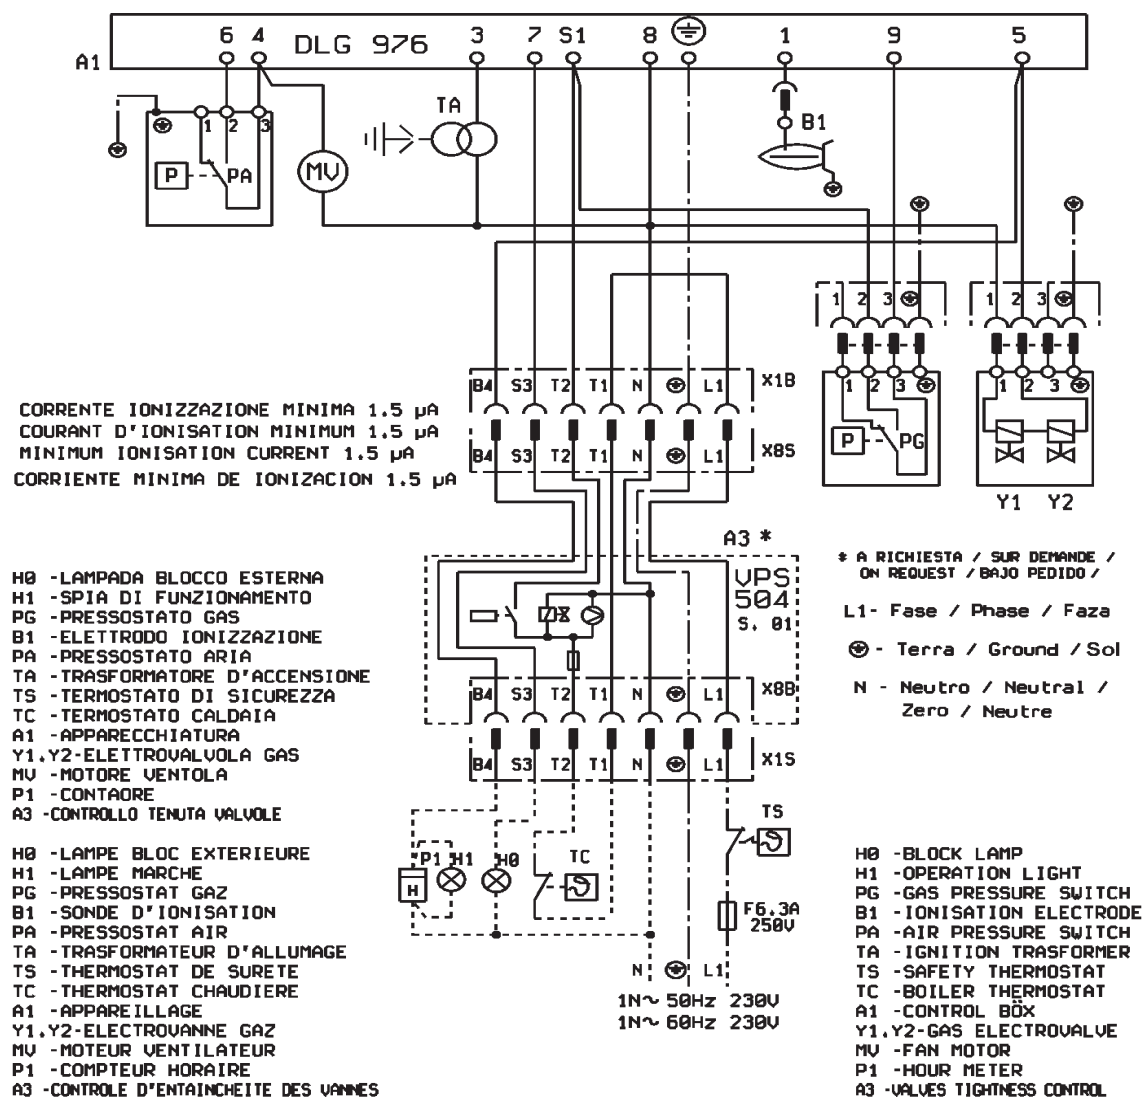 6 4 DLG 976 3 7 S1 8 1 9 5
A1
TA
B1
1 2 3
P PA
MV
1 2 3
1 2 3
B4 S3 T2 T1 N L1 X1B
1 2 3
1 2 3
P PG
Y1 Y2
CORRENTE IONIZZAZIONE MINIMA 1.5 µA
COURANT D'IONISATION MINIMUM 1.5 µA
MINIMUM IONISATION CURRENT 1.5 µA
CORRIENTE MINIMA DE IONIZACION 1.5 µA
B4 S3 T2 T1 N L1 X8S
A3 *
VPS
504
S. 01
* A RICHIESTA / SUR DEMANDE /
ON REQUEST / BAJO PEDIDO /
L1- Fase / Phase / Faza
- Terra / Ground / Sol
N - Neutro / Neutral /
Zero / Neutre
B4 S3 T2 T1 N L1 X8B
B4 S3 T2 T1 N L1 X1S
H0 -LAMPADA BLOCCO ESTERNA
H1 -SPIA DI FUNZIONAMENTO
PG -PRESSOSTATO GAS
B1 -ELETTRODO IONIZZAZIONE
PA -PRESSOSTATO ARIA
TA -TRASFORMATORE D'ACCENSIONE
TS -TERMOSTATO DI SICUREZZA
TC -TERMOSTATO CALDAIA
A1 -APPARECCHIATURA
Y1.Y2-ELETTROVALVOLA GAS
MV -MOTORE VENTOLA
P1 -CONTAORE
A3 -CONTROLLO TENUTA VALVOLE
TS
P1 H1 H0 TC
H
F6.3A
250V
N L1
1N~ 50Hz 230V
1N~ 60Hz 230V
H0 -LAMPE BLOC EXTERIEURE
H1 -LAMPE MARCHE
PG -PRESSOSTAT GAZ
B1 -SONDE D'IONISATION
PA -PRESSOSTAT AIR
TA -TRASFORMATEUR D'ALLUMAGE
TS -THERMOSTAT DE SURETE
TC -THERMOSTAT CHAUDIERE
A1 -APPAREILLAGE
Y1.Y2-ELECTROVANNE GAZ
MV -MOTEUR VENTILATEUR
P1 -COMPTEUR HORAIRE
A3 -CONTROLE D'ENTAINCHEITE DES VANNES
H0 -BLOCK LAMP
H1 -OPERATION LIGHT
PG -GAS PRESSURE SWITCH
B1 -IONISATION ELECTRODE
PA -AIR PRESSURE SWITCH
TA -IGNITION TRASFORMER
TS -SAFETY THERMOSTAT
TC -BOILER THERMOSTAT
A1 -CONTROL BÖX
Y1.Y2-GAS ELECTROVALVE
MV -FAN MOTOR
P1 -HOUR METER
A3 -VALVES TIGHTNESS CONTROL